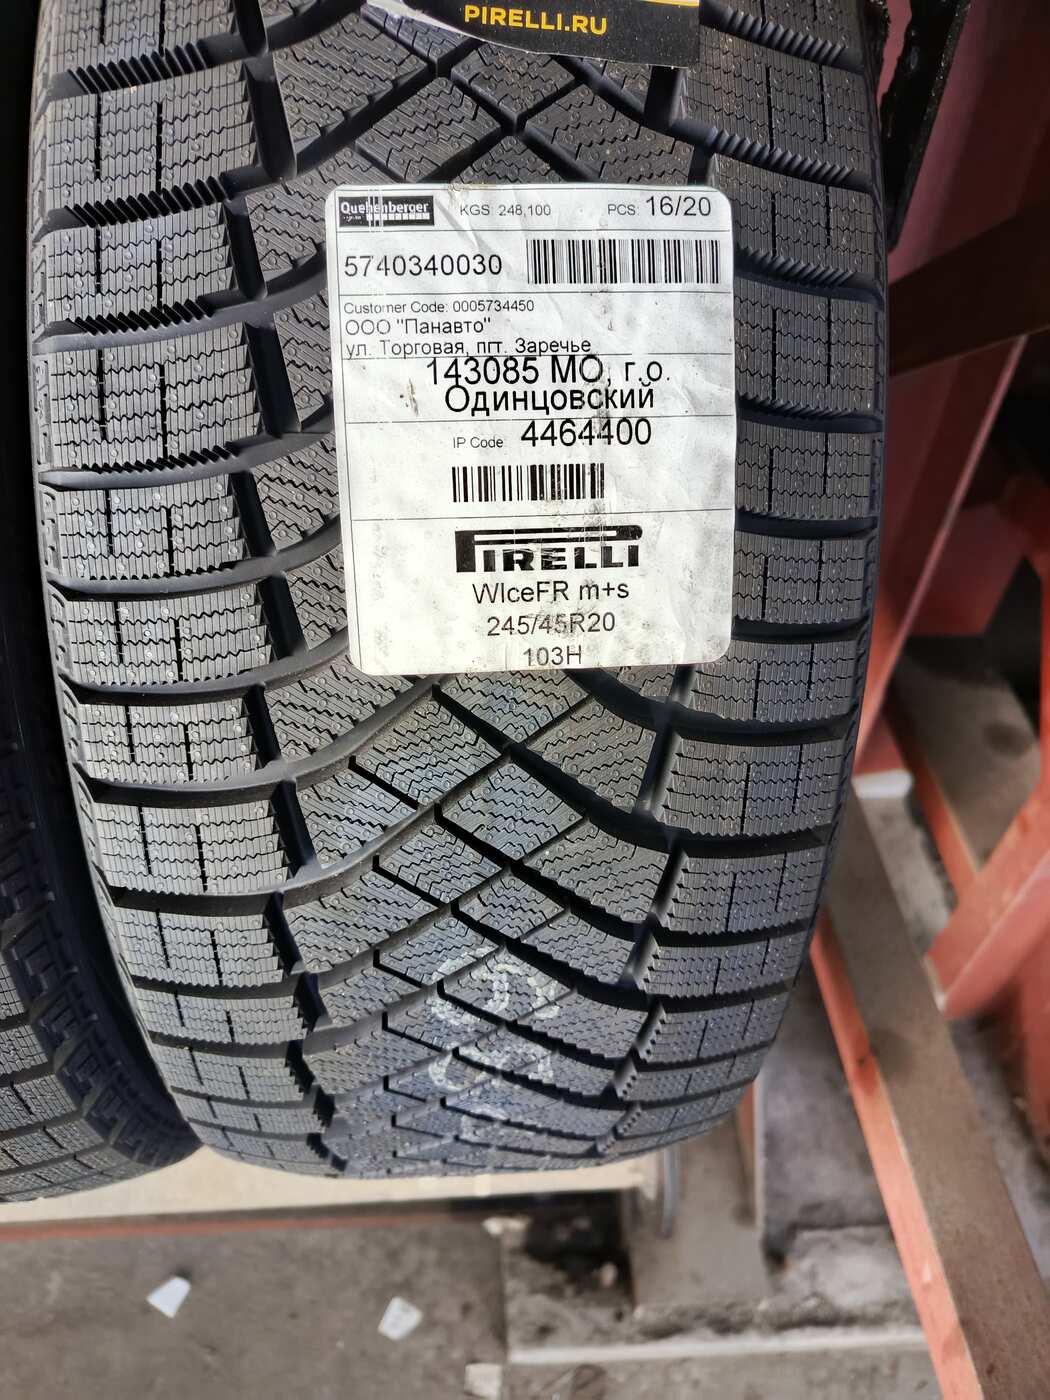 PIRELLI.RU
Quehenberger KGS 248,100 PCS: 16/20
5740340030
Customer Code: 0005734450
ООО "Панавто"
ул. Торговая, пгт. Заречье
143085 МО, г.о.
Одинцовский
IP Code: 4464400
PIRELLI
WIceFR m+s
245/45R20
103H